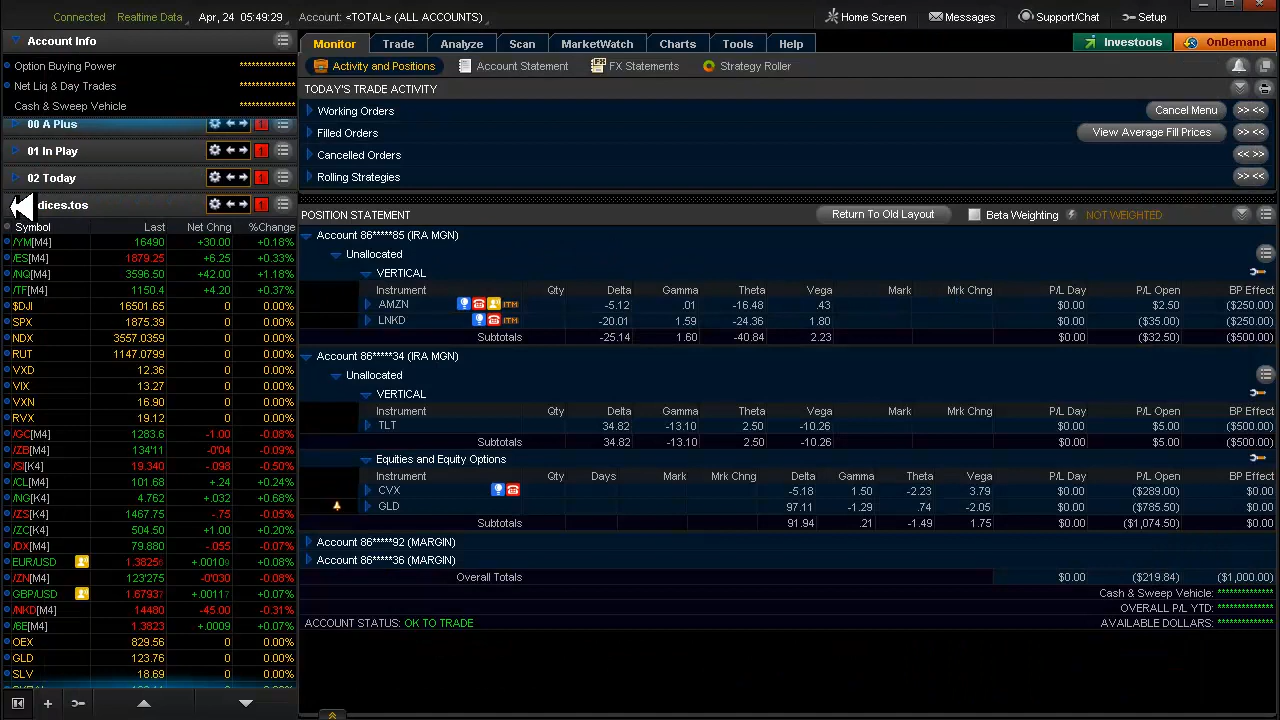 Connected Realtime Data Apr, 24 05:49:29 Account: <TOTAL> (ALL ACCOUNTS) Home Screen Messages Support/Chat Setup
Account Info
Option Buying Power *************
Net Liq & Day Trades *************
Cash & Sweep Vehicle *************
00 A Plus 1
01 In Play 1
02 Today 1
dices.tos 1
Symbol Last Net Chng %Change
/YM[M4] 16490 +30.00 +0.18%
/ES[M4] 1879.25 +6.25 +0.33%
/NQ[M4] 3596.50 +42.00 +1.18%
/TF[M4] 1150.4 +4.20 +0.37%
$DJI 16501.65 0 0.00%
SPX 1875.39 0 0.00%
NDX 3557.0359 0 0.00%
RUT 1147.0799 0 0.00%
VXD 12.36 0 0.00%
VIX 13.27 0 0.00%
VXN 16.90 0 0.00%
RVX 19.12 0 0.00%
/GC[M4] 1283.6 -1.00 -0.08%
/ZB[M4] 134'11 -0'04 -0.09%
/SI[K4] 19.340 -.098 -0.50%
/CL[M4] 101.68 +.24 +0.24%
/NG[K4] 4.762 +.032 +0.68%
/ZS[K4] 1467.75 -.75 -0.05%
/ZC[K4] 504.50 +1.00 +0.20%
/DX[M4] 79.880 -.055 -0.07%
EUR/USD 1.38256 +.00109 +0.08%
/ZN[M4] 123'275 -0'030 -0.08%
GBP/USD 1.67937 +.00117 +0.07%
/NKD[M4] 14480 -45.00 -0.31%
/6E[M4] 1.3823 +.0009 +0.07%
OEX 829.56 0 0.00%
GLD 123.76 0 0.00%
SLV 18.69 0 0.00%
Monitor Trade Analyze Scan MarketWatch Charts Tools Help Investools OnDemand
Activity and Positions Account Statement FX Statements Strategy Roller
TODAY'S TRADE ACTIVITY
Working Orders Cancel Menu >> <<
Filled Orders View Average Fill Prices >> <<
Cancelled Orders << >>
Rolling Strategies >> <<
POSITION STATEMENT Return To Old Layout Beta Weighting NOT WEIGHTED
Account 86*****85 (IRA MGN)
Unallocated
VERTICAL
Instrument Qty Delta Gamma Theta Vega Mark Mrk Chng P/L Day P/L Open BP Effect
AMZN ITM -5.12 .01 -16.48 .43 $0.00 $2.50 ($250.00)
LNKD ITM -20.01 1.59 -24.36 1.80 $0.00 ($35.00) ($250.00)
Subtotals -25.14 1.60 -40.84 2.23 $0.00 ($32.50) ($500.00)
Account 86*****34 (IRA MGN)
Unallocated
VERTICAL
Instrument Qty Delta Gamma Theta Vega Mark Mrk Chng P/L Day P/L Open BP Effect
TLT 34.82 -13.10 2.50 -10.26 $0.00 $5.00 ($500.00)
Subtotals 34.82 -13.10 2.50 -10.26 $0.00 $5.00 ($500.00)
Equities and Equity Options
Instrument Qty Days Mark Mrk Chng Delta Gamma Theta Vega P/L Day P/L Open BP Effect
CVX -5.18 1.50 -2.23 3.79 $0.00 ($289.00) $0.00
GLD 97.11 -1.29 .74 -2.05 $0.00 ($785.50) $0.00
Subtotals 91.94 .21 -1.49 1.75 $0.00 ($1,074.50) $0.00
Account 86*****92 (MARGIN)
Account 86*****36 (MARGIN)
Overall Totals $0.00 ($219.84) ($1,000.00)
Cash & Sweep Vehicle: *************
OVERALL P/L YTD: *************
ACCOUNT STATUS: OK TO TRADE AVAILABLE DOLLARS: *************